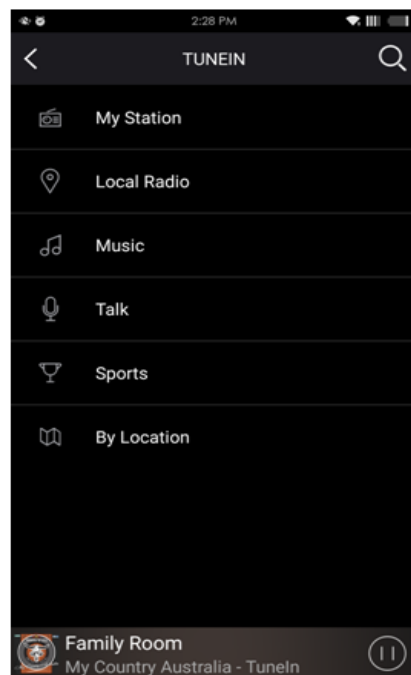 2:28 PM
TUNEIN
My Station
Local Radio
Music
Talk
Sports
By Location
Family Room
My Country Australia - TuneIn